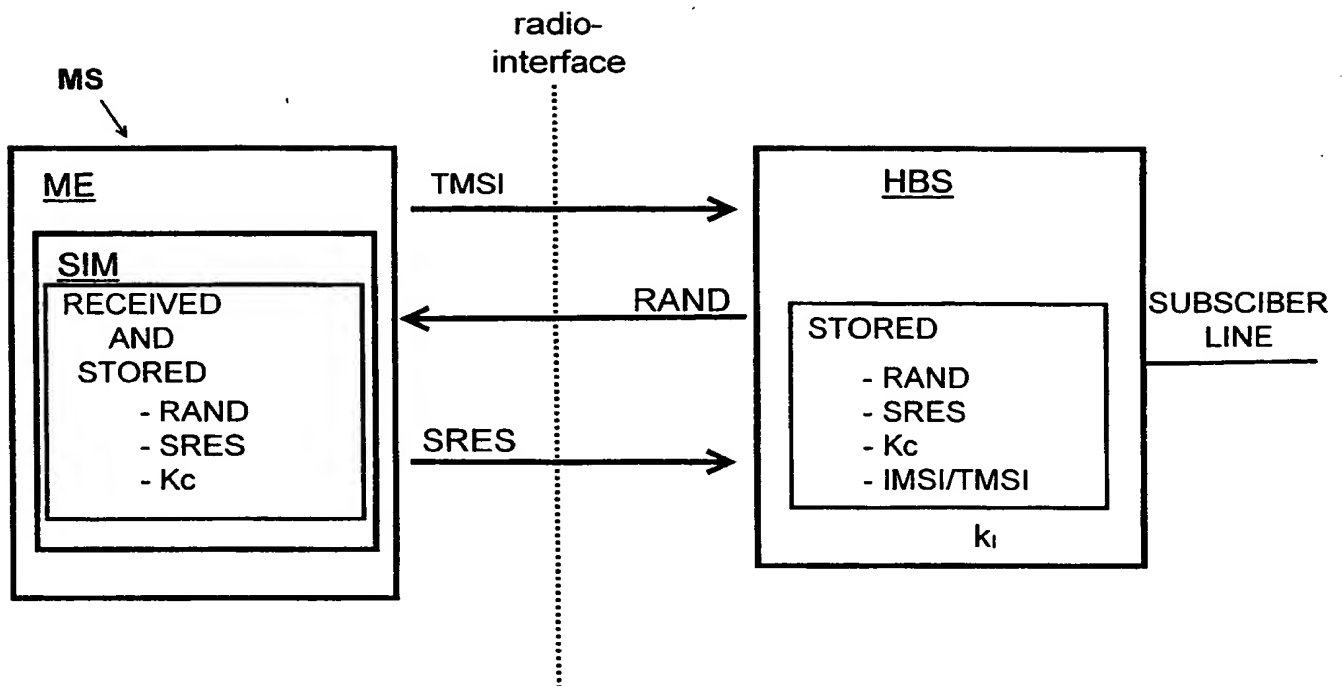 radio-
interface
MS
ME
SIM
RECEIVED
AND
STORED
- RAND
- SRES
- Kc
TMSI
RAND
SRES
HBS
STORED
- RAND
- SRES
- Kc
- IMSI/TMSI
kI
SUBSCIBER
LINE